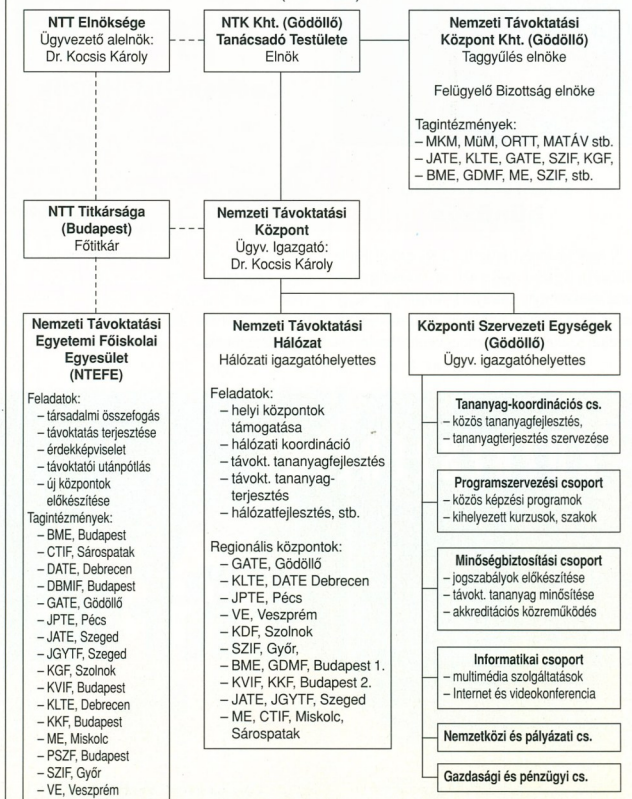 NTT Elnöksége
Ügyvezető alelnök:
Dr. Kocsis Károly
NTK Kht. (Gödöllő)
Tanácsadó Testülete
Elnök
Nemzeti Távoktatási
Központ Kht. (Gödöllő)
Taggyűlés elnöke
Felügyelő Bizottság elnöke
Tagintézmények:
– MKM, MüM, ORTT, MATÁV stb.
– JATE, KLTE, GATE, SZIF, KGF,
– BME, GDMF, ME, SZIF, stb.
NTT Titkársága
(Budapest)
Főtitkár
Nemzeti Távoktatási
Központ
Ügyv. Igazgató:
Dr. Kocsis Károly
Nemzeti Távoktatási
Egyetemi Főiskolai
Egyesület
(NTEFE)
Feladatok:
– társadalmi összefogás
– távoktatás terjesztése
– érdekképviselet
– távoktatói utánpótlás
– új központok
előkészítése
Tagintézmények:
– BME, Budapest
– CTIF, Sárospatak
– DATE, Debrecen
– DBMIF, Budapest
– GATE, Gödöllő
– JPTE, Pécs
– JATE, Szeged
– JGYTF, Szeged
– KGF, Szolnok
– KVIF, Budapest
– KLTE, Debrecen
– KKF, Budapest
– ME, Miskolc
– PSZF, Budapest
– SZIF, Győr
– VE, Veszprém
Nemzeti Távoktatási
Hálózat
Hálózati igazgatóhelyettes
Feladatok:
– helyi központok
támogatása
– hálózati koordináció
– távokt. tananyagfejlesztés
– távokt. tananyag-
terjesztés
– hálózatfejlesztés, stb.
Regionális központok:
– GATE, Gödöllő
– KLTE, DATE Debrecen
– JPTE, Pécs
– VE, Veszprém
– KDF, Szolnok
– SZIF, Győr,
– BME, GDMF, Budapest 1.
– KVIF, KKF, Budapest 2.
– JATE, JGYTF, Szeged
– ME, CTIF, Miskolc,
Sárospatak
Központi Szervezeti Egységek
(Gödöllő)
Ügyv. igazgatóhelyettes
Tananyag-koordinációs cs.
– közös tananyagfejlesztés,
– tananyagterjesztés szervezése
Programszervezési csoport
– közös képzési programok
– kihelyezett kurzusok, szakok
Minőségbiztosítási csoport
– jogszabályok előkészítése
– távokt. tananyag minősítése
– akkreditációs közreműködés
Informatikai csoport
– multimédia szolgáltatások
– Internet és videokonferencia
Nemzetközi és pályázati cs.
Gazdasági és pénzügyi cs.